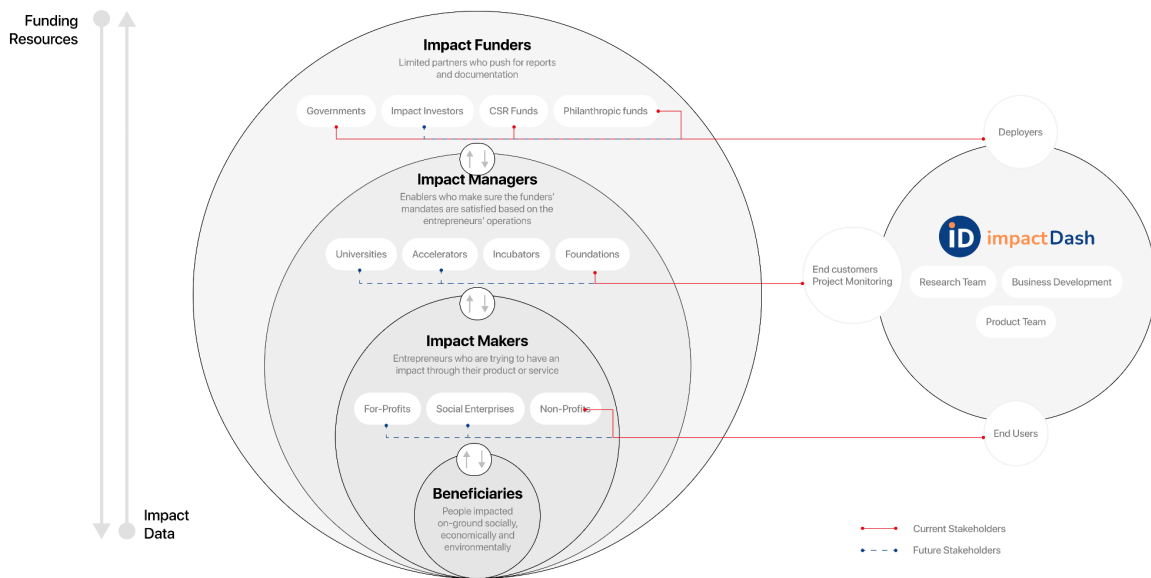 Funding
Resources
Impact Funders
Limited partners who push for reports
and documentation
Governments
Impact Investors
CSR Funds
Philanthropic funds
Impact Managers
Enablers who make sure the funders'
mandates are satisfied based on the
entrepreneurs' operations
Universities
Accelerators
Incubators
Foundations
Impact Makers
Entrepreneurs who are trying to have an
impact through their product or service
For-Profits
Social Enterprises
Non-Profits
Beneficiaries
People impacted
on-ground socially,
economically and
environmentally
Impact
Data
Deployers
iD impactDash
End customers
Project Monitoring
Research Team
Business Development
Product Team
End Users
Current Stakeholders
Future Stakeholders